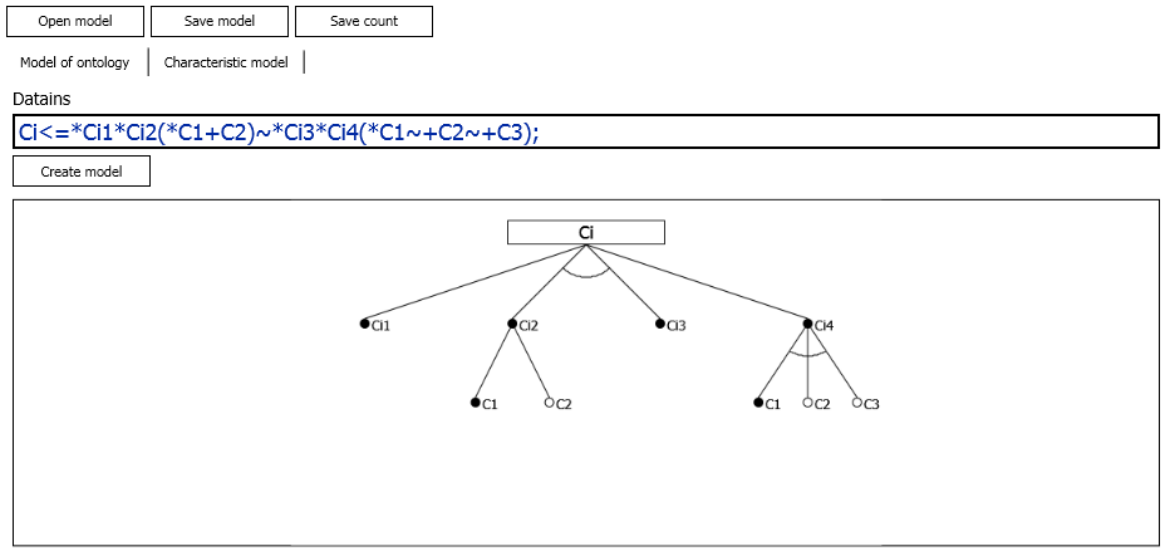 Open model Save model Save count
Model of ontology Characteristic model
Datains
Ci<=*Ci1*Ci2(*C1+C2)~*Ci3*Ci4(*C1~+C2~+C3);
Create model
Ci
Ci1 Ci2 Ci3 Ci4
C1 C2 C1 C2 C3